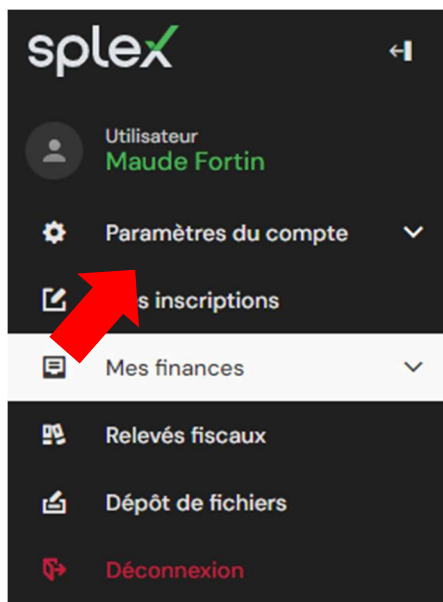 splex
Utilisateur
Maude Fortin
Paramètres du compte
s inscriptions
Mes finances
Relevés fiscaux
Dépôt de fichiers
Déconnexion